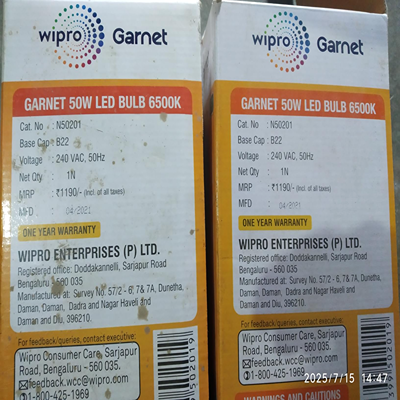 wipro Garnet
GARNET 50W LED BULB 6500K
Cat. No : N50201
Base Cap : B22
Voltage : 240 VAC, 50Hz
Net Qty : 1N
MRP : ₹1190/- (Incl. of all taxes)
MFD : 04/2021
ONE YEAR WARRANTY
WIPRO ENTERPRISES (P) LTD.
Registered office: Doddakannelli, Sarjapur Road
Bengaluru - 560 035
Manufactured at: Survey No. 57/2 - 6, 7& 7A, Dunetha,
Daman, Daman, Dadra and Nagar Haveli and
Daman and Diu, 396210.
For feedback/queries, contact executive:
Wipro Consumer Care, Sarjapur
Road, Bengaluru - 560 035.
feedback.wcc@wipro.com
1-800-425-1969
wipro Garnet
GARNET 50W LED BULB 6500K
Cat. No : N50201
Base Cap : B22
Voltage : 240 VAC, 50Hz
Net Qty : 1N
MRP : ₹1190/- (Incl. of all taxes)
MFD : 04/2021
ONE YEAR WARRANTY
WIPRO ENTERPRISES (P) LTD.
Registered office: Doddakannelli, Sarjapur Road
Bengaluru - 560 035
Manufactured at: Survey No. 57/2 - 6, 7& 7A, Dunetha,
Daman, Daman, Dadra and Nagar Haveli and
Daman and Diu, 396210.
For feedback/queries, contact executive:
Wipro Consumer Care, Sarjapur
Road, Bengaluru - 560 035.
feedback.wcc@wipro.com
1-800-425-1969
WARNINGS AND CAUTIONS
2025/7/15 14:47